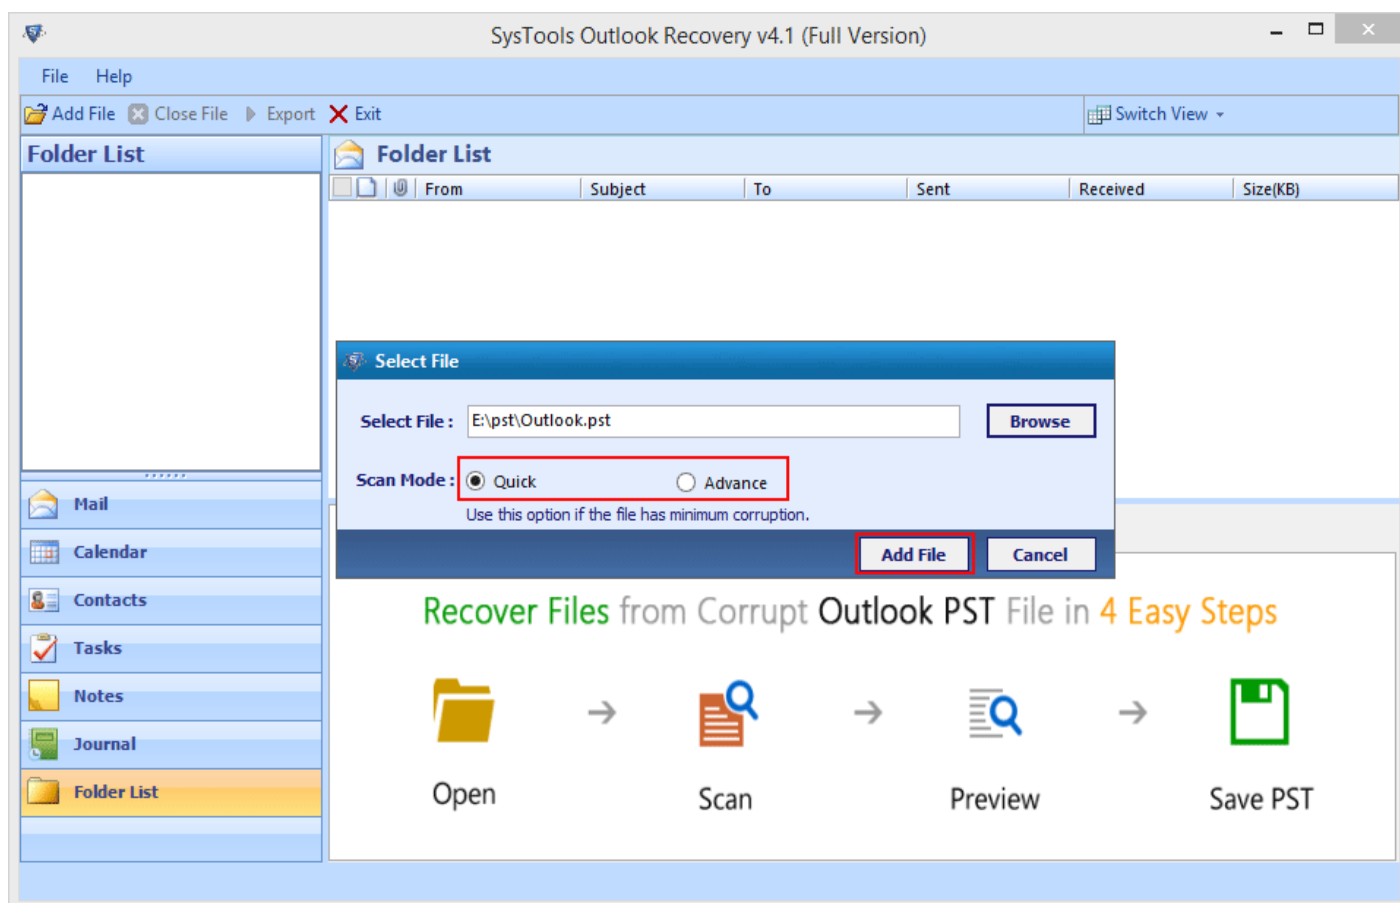 SysTools Outlook Recovery v4.1 (Full Version)
File Help
Add File Close File Export Exit Switch View
Folder List
Folder List
From Subject To Sent Received Size(KB)
Select File
Select File : E:\pst\Outlook.pst Browse
Scan Mode : Quick Advance
Use this option if the file has minimum corruption.
Add File Cancel
Mail
Calendar
Contacts
Tasks
Notes
Journal
Folder List
Recover Files from Corrupt Outlook PST File in 4 Easy Steps
Open Scan Preview Save PST